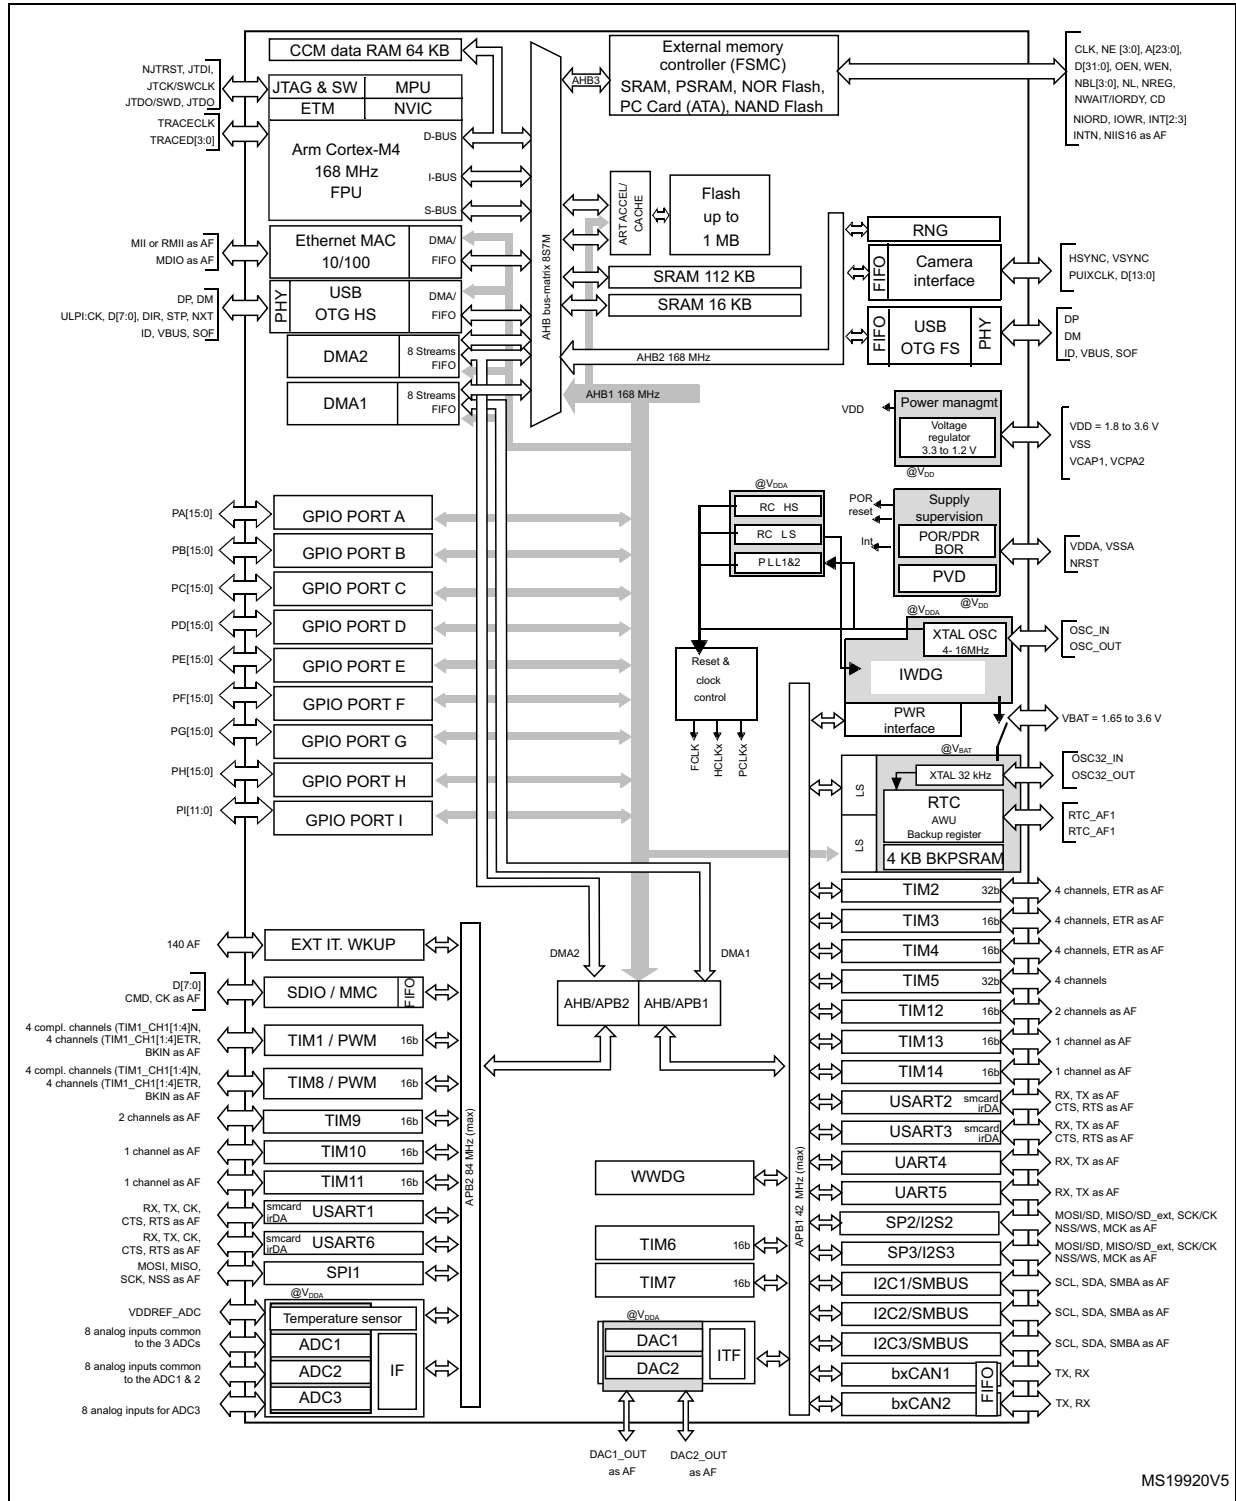 CCM data RAM 64 KB
External memory
controller (FSMC)
SRAM, PSRAM, NOR Flash,
PC Card (ATA), NAND Flash
AHB3
CLK, NE [3:0], A[23:0],
D[31:0], OEN, WEN,
NBL[3:0], NL, NREG,
NWAIT/IORDY, CD
NIORD, IOWR, INT[2:3]
INTN, NIIS16 as AF
NJTRST, JTDI,
JTCK/SWCLK
JTDO/SWD, JTDO
JTAG & SW
MPU
ETM
NVIC
TRACECLK
TRACED[3:0]
Arm Cortex-M4
168 MHz
FPU
D-BUS
I-BUS
S-BUS
AHB bus-matrix 8S7M
ART ACCEL/
CACHE
Flash
up to
1 MB
SRAM 112 KB
SRAM 16 KB
RNG
FIFO
Camera
interface
HSYNC, VSYNC
PUIXCLK, D[13:0]
FIFO
USB
OTG FS
PHY
DP
DM
ID, VBUS, SOF
MII or RMII as AF
MDIO as AF
Ethernet MAC
10/100
DMA/
FIFO
DP, DM
ULPI:CK, D[7:0], DIR, STP, NXT
ID, VBUS, SOF
PHY
USB
OTG HS
DMA/
FIFO
DMA2
8 Streams
FIFO
DMA1
8 Streams
FIFO
AHB2 168 MHz
AHB1 168 MHz
VDD
Power managmt
Voltage
regulator
3.3 to 1.2 V
@VDD
VDD = 1.8 to 3.6 V
VSS
VCAP1, VCPA2
@VDDA
RC HS
RC LS
PLL1&2
POR
reset
Int
Supply
supervision
POR/PDR
BOR
PVD
@VDD
VDDA, VSSA
NRST
@VDDA
XTAL OSC
4- 16MHz
IWDG
OSC_IN
OSC_OUT
PWR
interface
VBAT = 1.65 to 3.6 V
Reset &
clock
control
FCLK
HCLKx
PCLKx
@VBAT
XTAL 32 kHz
OSC32_IN
OSC32_OUT
LS
LS
RTC
AWU
Backup register
4 KB BKPSRAM
RTC_AF1
RTC_AF1
PA[15:0]
GPIO PORT A
PB[15:0]
GPIO PORT B
PC[15:0]
GPIO PORT C
PD[15:0]
GPIO PORT D
PE[15:0]
GPIO PORT E
PF[15:0]
GPIO PORT F
PG[15:0]
GPIO PORT G
PH[15:0]
GPIO PORT H
PI[11:0]
GPIO PORT I
DMA2
DMA1
AHB/APB2
AHB/APB1
140 AF
EXT IT. WKUP
D[7:0]
CMD, CK as AF
SDIO / MMC
FIFO
4 compl. channels (TIM1_CH1[1:4]N,
4 channels (TIM1_CH1[1:4]ETR,
BKIN as AF
TIM1 / PWM 16b
4 compl. channels (TIM1_CH1[1:4]N,
4 channels (TIM1_CH1[1:4]ETR,
BKIN as AF
TIM8 / PWM 16b
2 channels as AF
TIM9 16b
1 channel as AF
TIM10 16b
1 channel as AF
TIM11 16b
RX, TX, CK,
CTS, RTS as AF
smcard
irDA
USART1
RX, TX, CK,
CTS, RTS as AF
smcard
irDA
USART6
MOSI, MISO,
SCK, NSS as AF
SPI1
@VDDA
VDDREF_ADC
Temperature sensor
8 analog inputs common
to the 3 ADCs
ADC1
8 analog inputs common
to the ADC1 & 2
ADC2
8 analog inputs for ADC3
ADC3
IF
APB2 84 MHz (max)
WWDG
TIM6 16b
TIM7 16b
@VDDA
DAC1
DAC2
ITF
DAC1_OUT
as AF
DAC2_OUT
as AF
APB1 42 MHz (max)
TIM2 32b
4 channels, ETR as AF
TIM3 16b
4 channels, ETR as AF
TIM4 16b
4 channels, ETR as AF
TIM5 32b
4 channels
TIM12 16b
2 channels as AF
TIM13 16b
1 channel as AF
TIM14 16b
1 channel as AF
USART2
smcard
irDA
RX, TX as AF
CTS, RTS as AF
USART3
smcard
irDA
RX, TX as AF
CTS, RTS as AF
UART4
RX, TX as AF
UART5
RX, TX as AF
SP2/I2S2
MOSI/SD, MISO/SD_ext, SCK/CK
NSS/WS, MCK as AF
SP3/I2S3
MOSI/SD, MISO/SD_ext, SCK/CK
NSS/WS, MCK as AF
I2C1/SMBUS
SCL, SDA, SMBA as AF
I2C2/SMBUS
SCL, SDA, SMBA as AF
I2C3/SMBUS
SCL, SDA, SMBA as AF
bxCAN1
TX, RX
bxCAN2
FIFO
TX, RX
MS19920V5